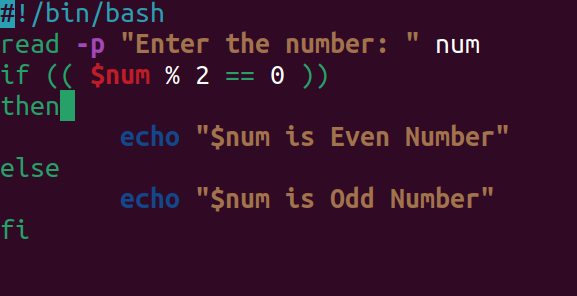 #!/bin/bash
read -p "Enter the number: " num
if (( $num % 2 == 0 ))
then
        echo "$num is Even Number"
else
        echo "$num is Odd Number"
fi